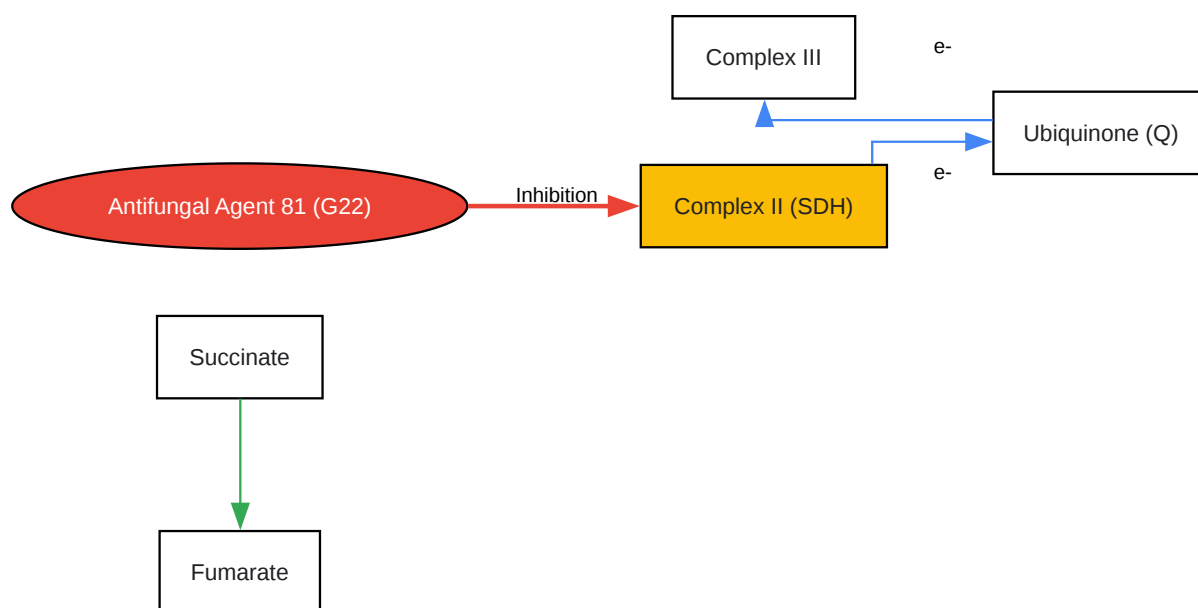 Complex III
e-
Ubiquinone (Q)
Antifungal Agent 81 (G22)
Inhibition
Complex II (SDH)
e-
Succinate
Fumarate